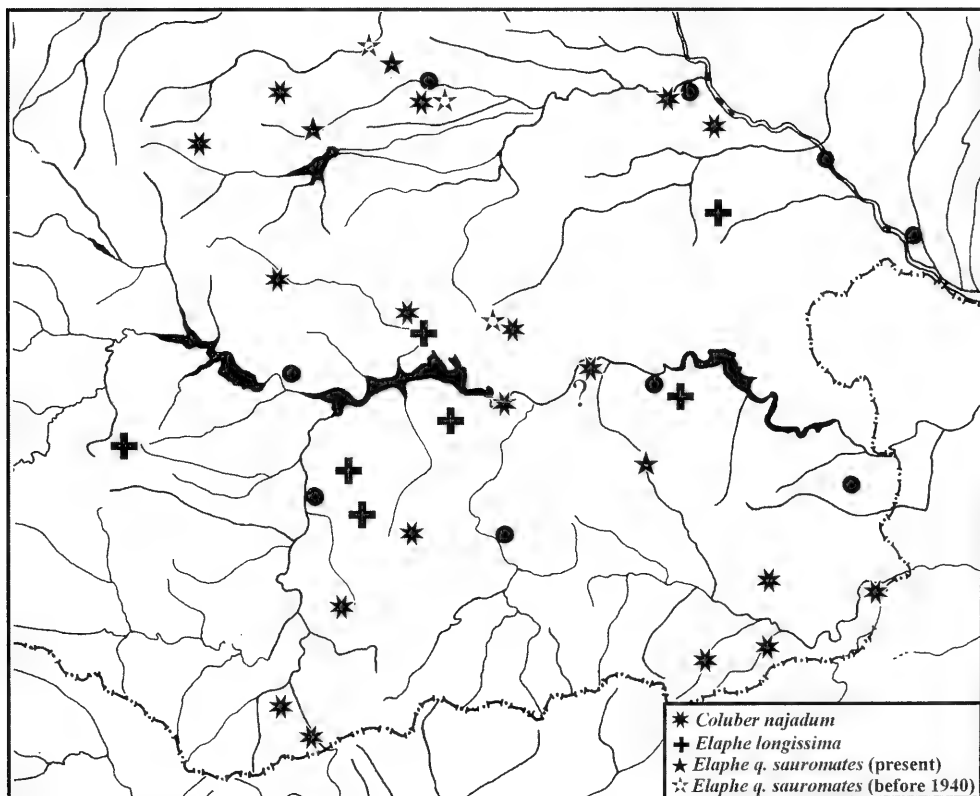 ?
Coluber najadum
Elaphe longissima
Elaphe q. sauromates (present)
Elaphe q. sauromates (before 1940)